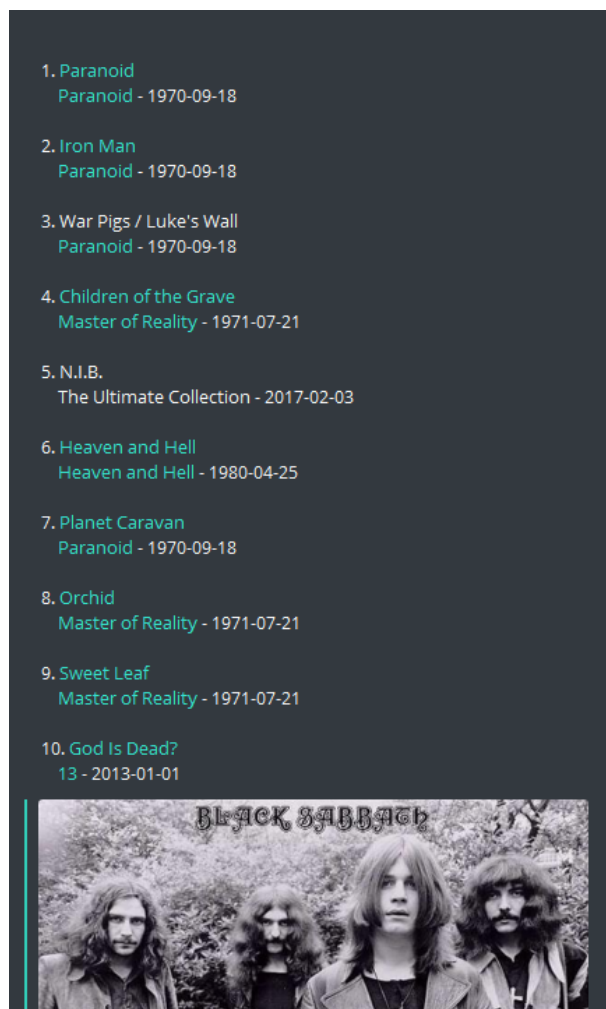 1. Paranoid
Paranoid - 1970-09-18
2. Iron Man
Paranoid - 1970-09-18
3. War Pigs / Luke's Wall
Paranoid - 1970-09-18
4. Children of the Grave
Master of Reality - 1971-07-21
5. N.I.B.
The Ultimate Collection - 2017-02-03
6. Heaven and Hell
Heaven and Hell - 1980-04-25
7. Planet Caravan
Paranoid - 1970-09-18
8. Orchid
Master of Reality - 1971-07-21
9. Sweet Leaf
Master of Reality - 1971-07-21
10. God Is Dead?
13 - 2013-01-01
BLACK SABBATH